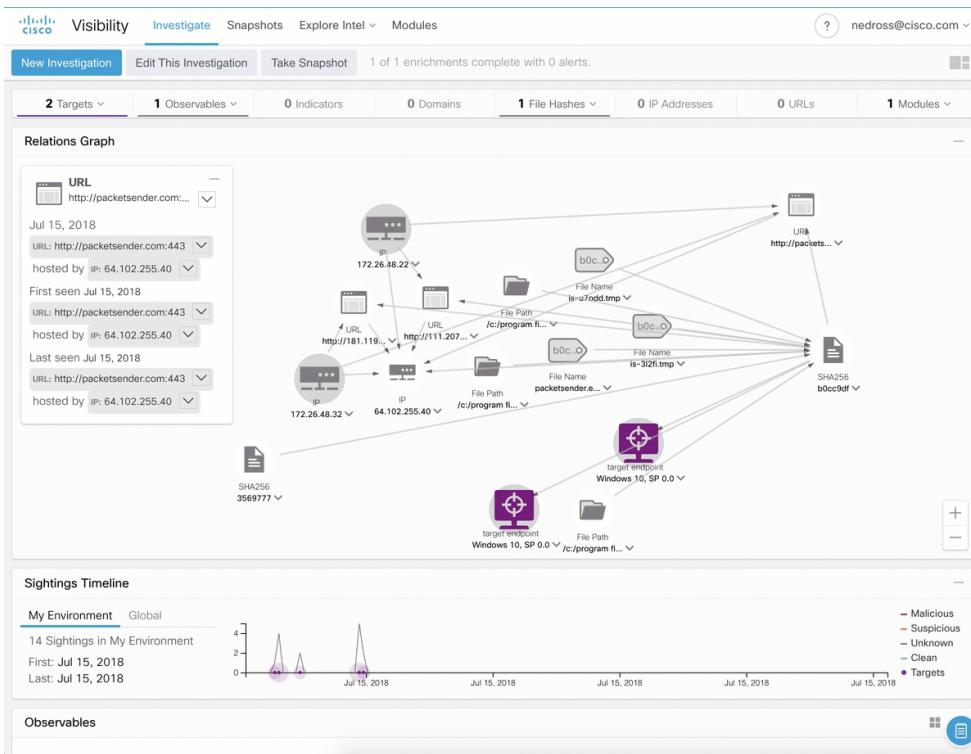 cisco Visibility Investigate Snapshots Explore Intel Modules ? nedross@cisco.com
New Investigation Edit This Investigation Take Snapshot 1 of 1 enrichments complete with 0 alerts.
2 Targets 1 Observables 0 Indicators 0 Domains 1 File Hashes 0 IP Addresses 0 URLs 1 Modules
Relations Graph
URL
http://packetsender.com:...
Jul 15, 2018
URL: http://packetsender.com:443
hosted by IP: 64.102.255.40
First seen Jul 15, 2018
URL: http://packetsender.com:443
hosted by IP: 64.102.255.40
Last seen Jul 15, 2018
URL: http://packetsender.com:443
hosted by IP: 64.102.255.40
IP
172.26.48.22
URL
http://packets...
b0c..
File Name
is-u7odd.tmp
File Path
/c:/program fi...
URL
http://181.119...
URL
http://111.207...
b0c..
File Name
is-3l2fi.tmp
b0c..
File Name
packetsender.e...
File Path
/c:/program fi...
IP
172.26.48.32
IP
64.102.255.40
SHA256
b0cc9df
SHA256
3569777
target endpoint
Windows 10, SP 0.0
target endpoint
Windows 10, SP 0.0
File Path
/c:/program fi...
Sightings Timeline
My Environment Global
14 Sightings in My Environment
First: Jul 15, 2018
Last: Jul 15, 2018
4
2
0
Jul 15, 2018 Jul 15, 2018 Jul 15, 2018 Jul 15, 2018 Jul 15, 2018
Malicious
Suspicious
Unknown
Clean
Targets
Observables